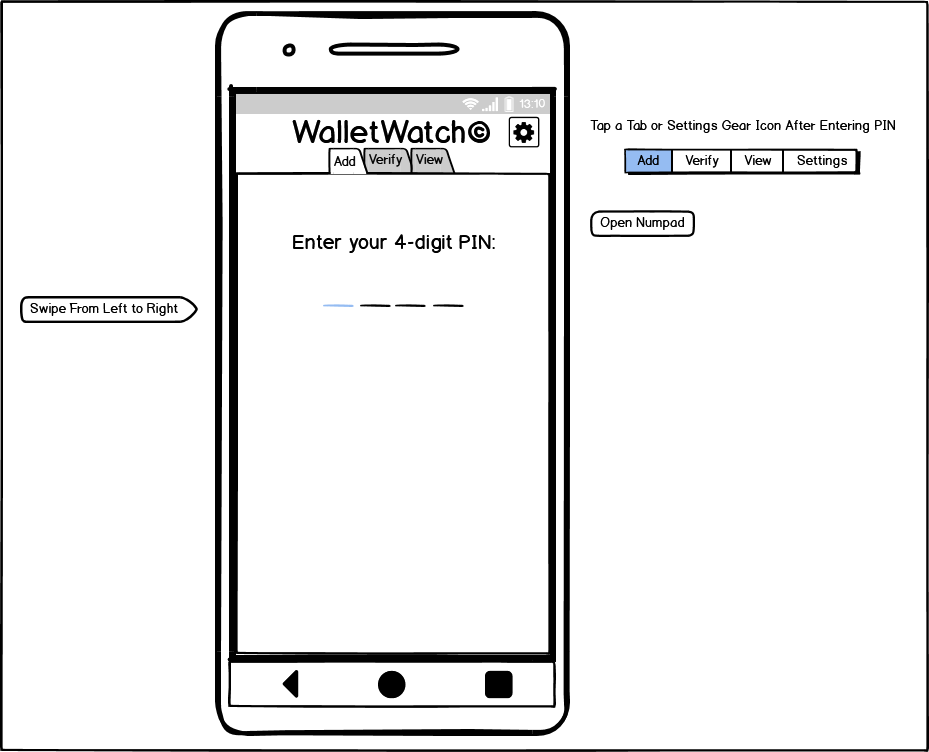 13:10
WalletWatch©
Add Verify View
Tap a Tab or Settings Gear Icon After Entering PIN
Add Verify View Settings
Open Numpad
Enter your 4-digit PIN:
Swipe From Left to Right